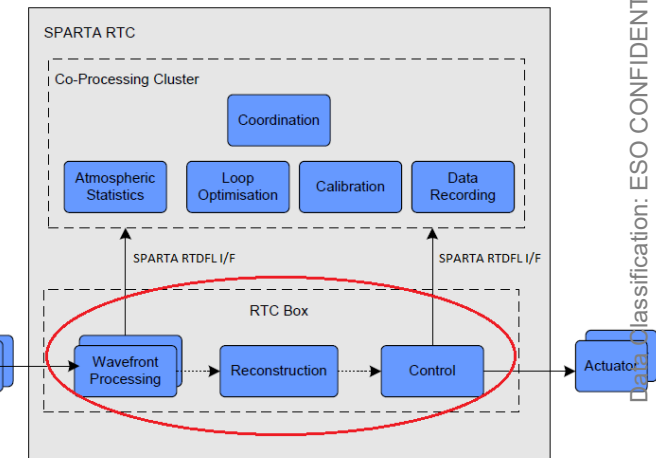 SPARTA RTC
Co-Processing Cluster
Coordination
Atmospheric
Statistics
Loop
Optimisation
Calibration
Data
Recording
SPARTA RTDFL I/F
SPARTA RTDFL I/F
RTC Box
Wavefront
Processing
Reconstruction
Control
Actuator
Data Classification: ESO CONFIDENT